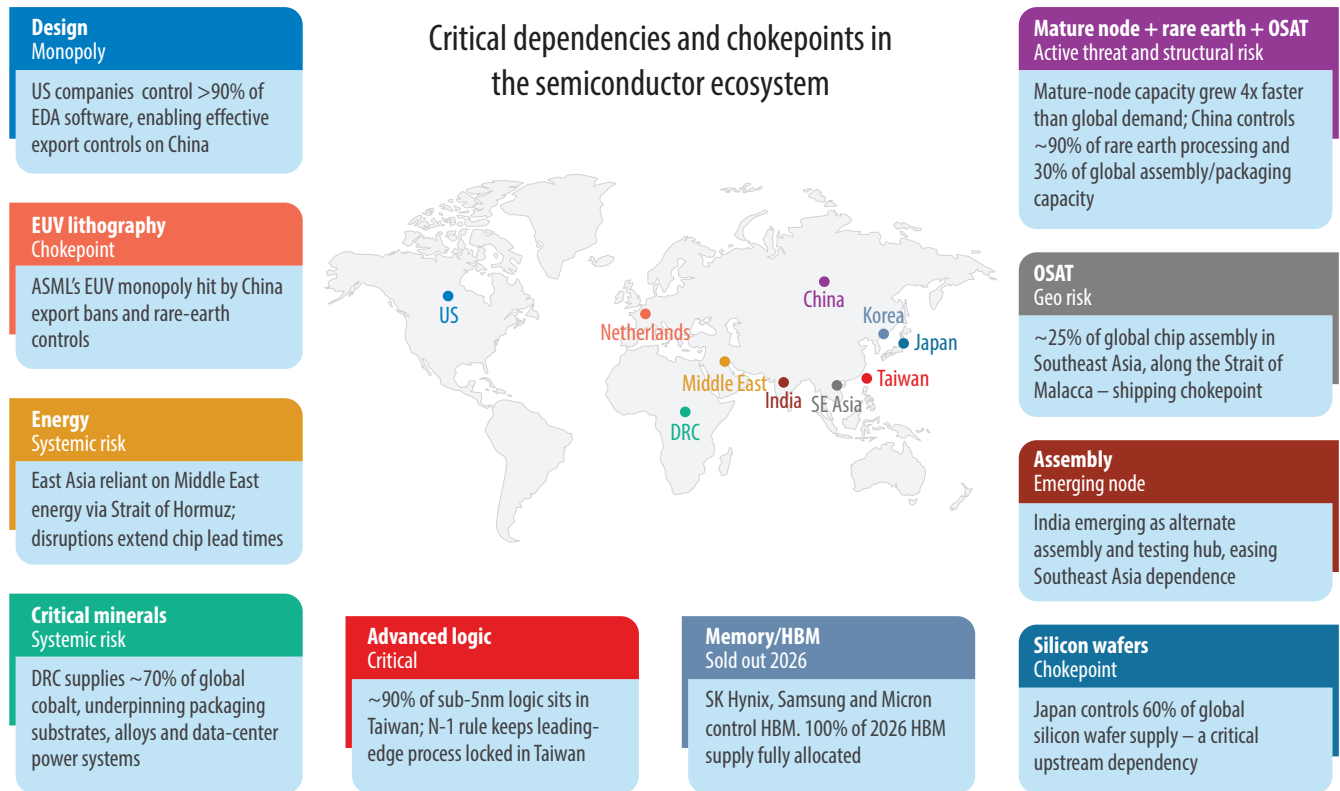 Critical dependencies and chokepoints in
the semiconductor ecosystem
Design
Monopoly
US companies control >90% of
EDA software, enabling effective
export controls on China
EUV lithography
Chokepoint
ASML's EUV monopoly hit by China
export bans and rare-earth
controls
Energy
Systemic risk
East Asia reliant on Middle East
energy via Strait of Hormuz;
disruptions extend chip lead times
Critical minerals
Systemic risk
DRC supplies ~70% of global
cobalt, underpinning packaging
substrates, alloys and data-center
power systems
US
Netherlands
Middle East
DRC
India
SE Asia
China
Korea
Japan
Taiwan
Advanced logic
Critical
~90% of sub-5nm logic sits in
Taiwan; N-1 rule keeps leading-
edge process locked in Taiwan
Memory/HBM
Sold out 2026
SK Hynix, Samsung and Micron
control HBM. 100% of 2026 HBM
supply fully allocated
Mature node + rare earth + OSAT
Active threat and structural risk
Mature-node capacity grew 4x faster
than global demand; China controls
~90% of rare earth processing and
30% of global assembly/packaging
capacity
OSAT
Geo risk
~25% of global chip assembly in
Southeast Asia, along the Strait of
Malacca – shipping chokepoint
Assembly
Emerging node
India emerging as alternate
assembly and testing hub, easing
Southeast Asia dependence
Silicon wafers
Chokepoint
Japan controls 60% of global
silicon wafer supply – a critical
upstream dependency